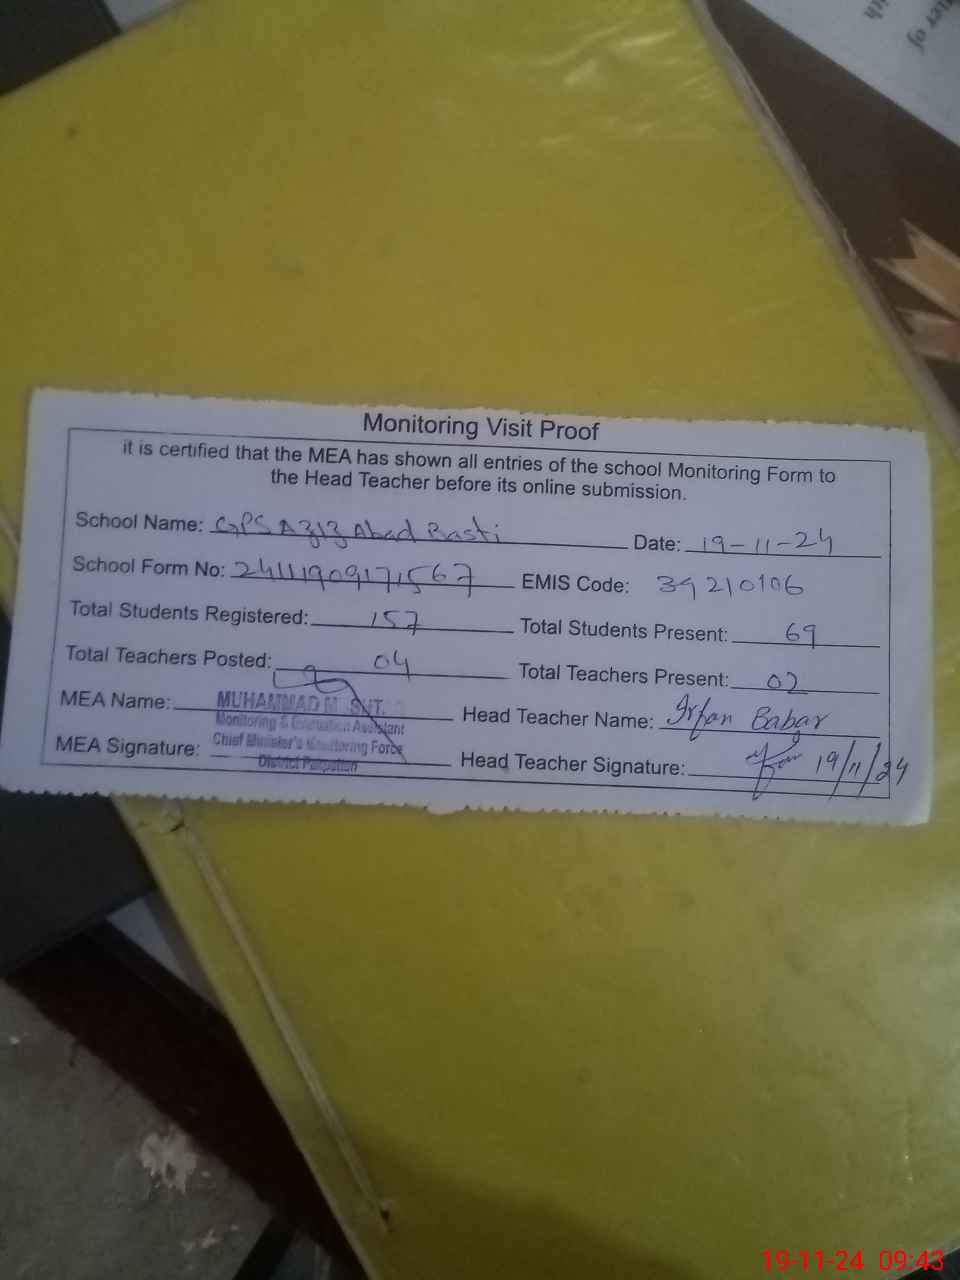 Monitoring Visit Proof
it is certified that the MEA has shown all entries of the school Monitoring Form to
the Head Teacher before its online submission.
School Name: GPS Aziz Abad Basti Date: 19-11-24
School Form No: 24111909171567 EMIS Code: 39210106
Total Students Registered: 157 Total Students Present: 69
Total Teachers Posted: 04 Total Teachers Present: 02
MEA Name: MUHAMMAD Head Teacher Name: Irfan Babar
Monitoring & Evaluation Assistant
Chief Minister's Monitoring Force
MEA Signature: Head Teacher Signature: 19/11/24
District
19-11-24 09:43